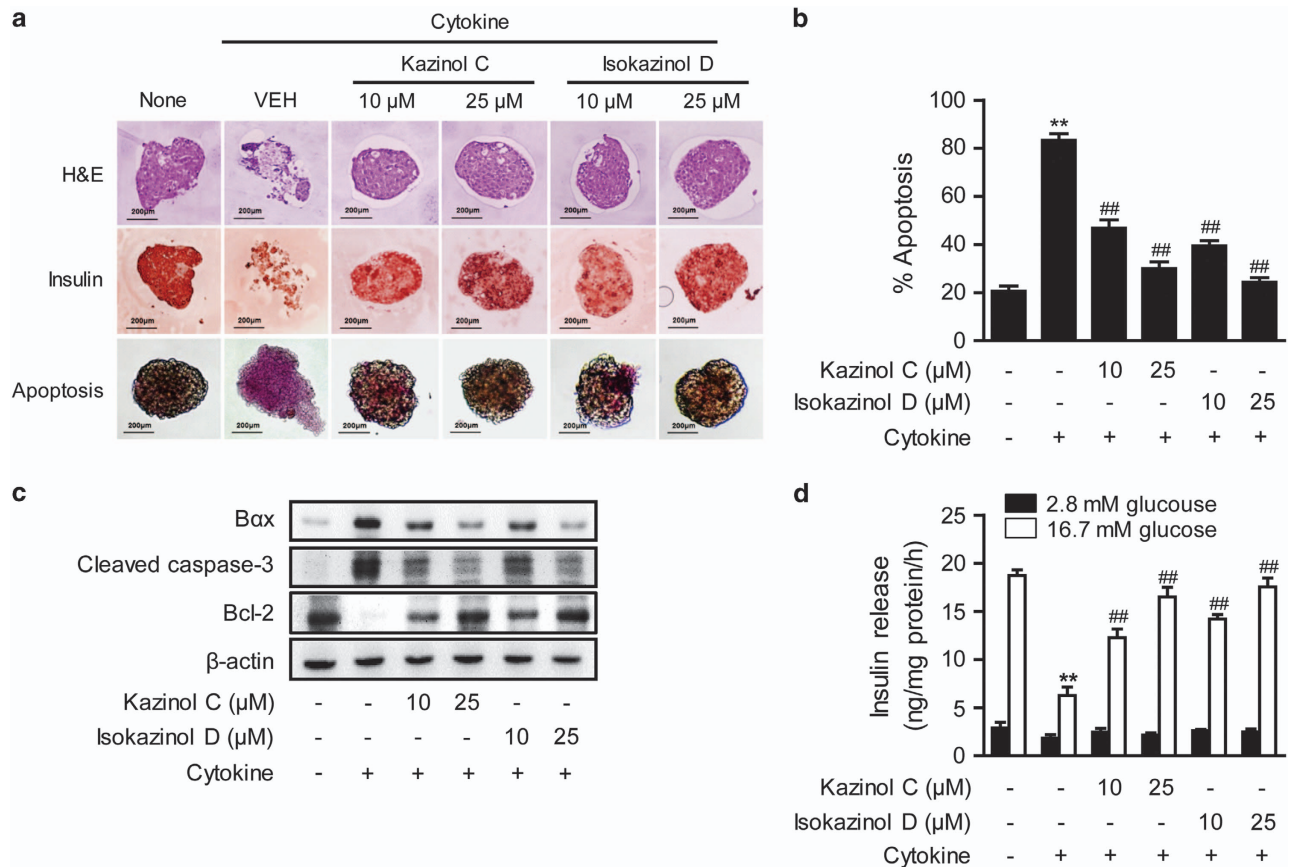 a
Cytokine
Kazinol C Isokazinol D
None VEH 10 µM 25 µM 10 µM 25 µM
H&E
200µm 200µm 200µm 200µm 200µm 200µm
Insulin
200µm 200µm 200µm 200µm 200µm 200µm
Apoptosis
200µm 200µm 200µm 200µm 200µm 200µm
b
% Apoptosis
100
80
60
40
20
0
** ## ## ## ##
Kazinol C (µM) - - 10 25 - -
Isokazinol D (µM) - - - - 10 25
Cytokine - + + + + +
c
Bαx
Cleaved caspase-3
Bcl-2
β-actin
Kazinol C (µM) - - 10 25 - -
Isokazinol D (µM) - - - - 10 25
Cytokine - + + + + +
d
2.8 mM glucouse
16.7 mM glucose
Insulin release
(ng/mg protein/h)
25
20
15
10
5
0
** ## ## ## ##
Kazinol C (µM) - - 10 25 - -
Isokazinol D (µM) - - - - 10 25
Cytokine - + + + + +